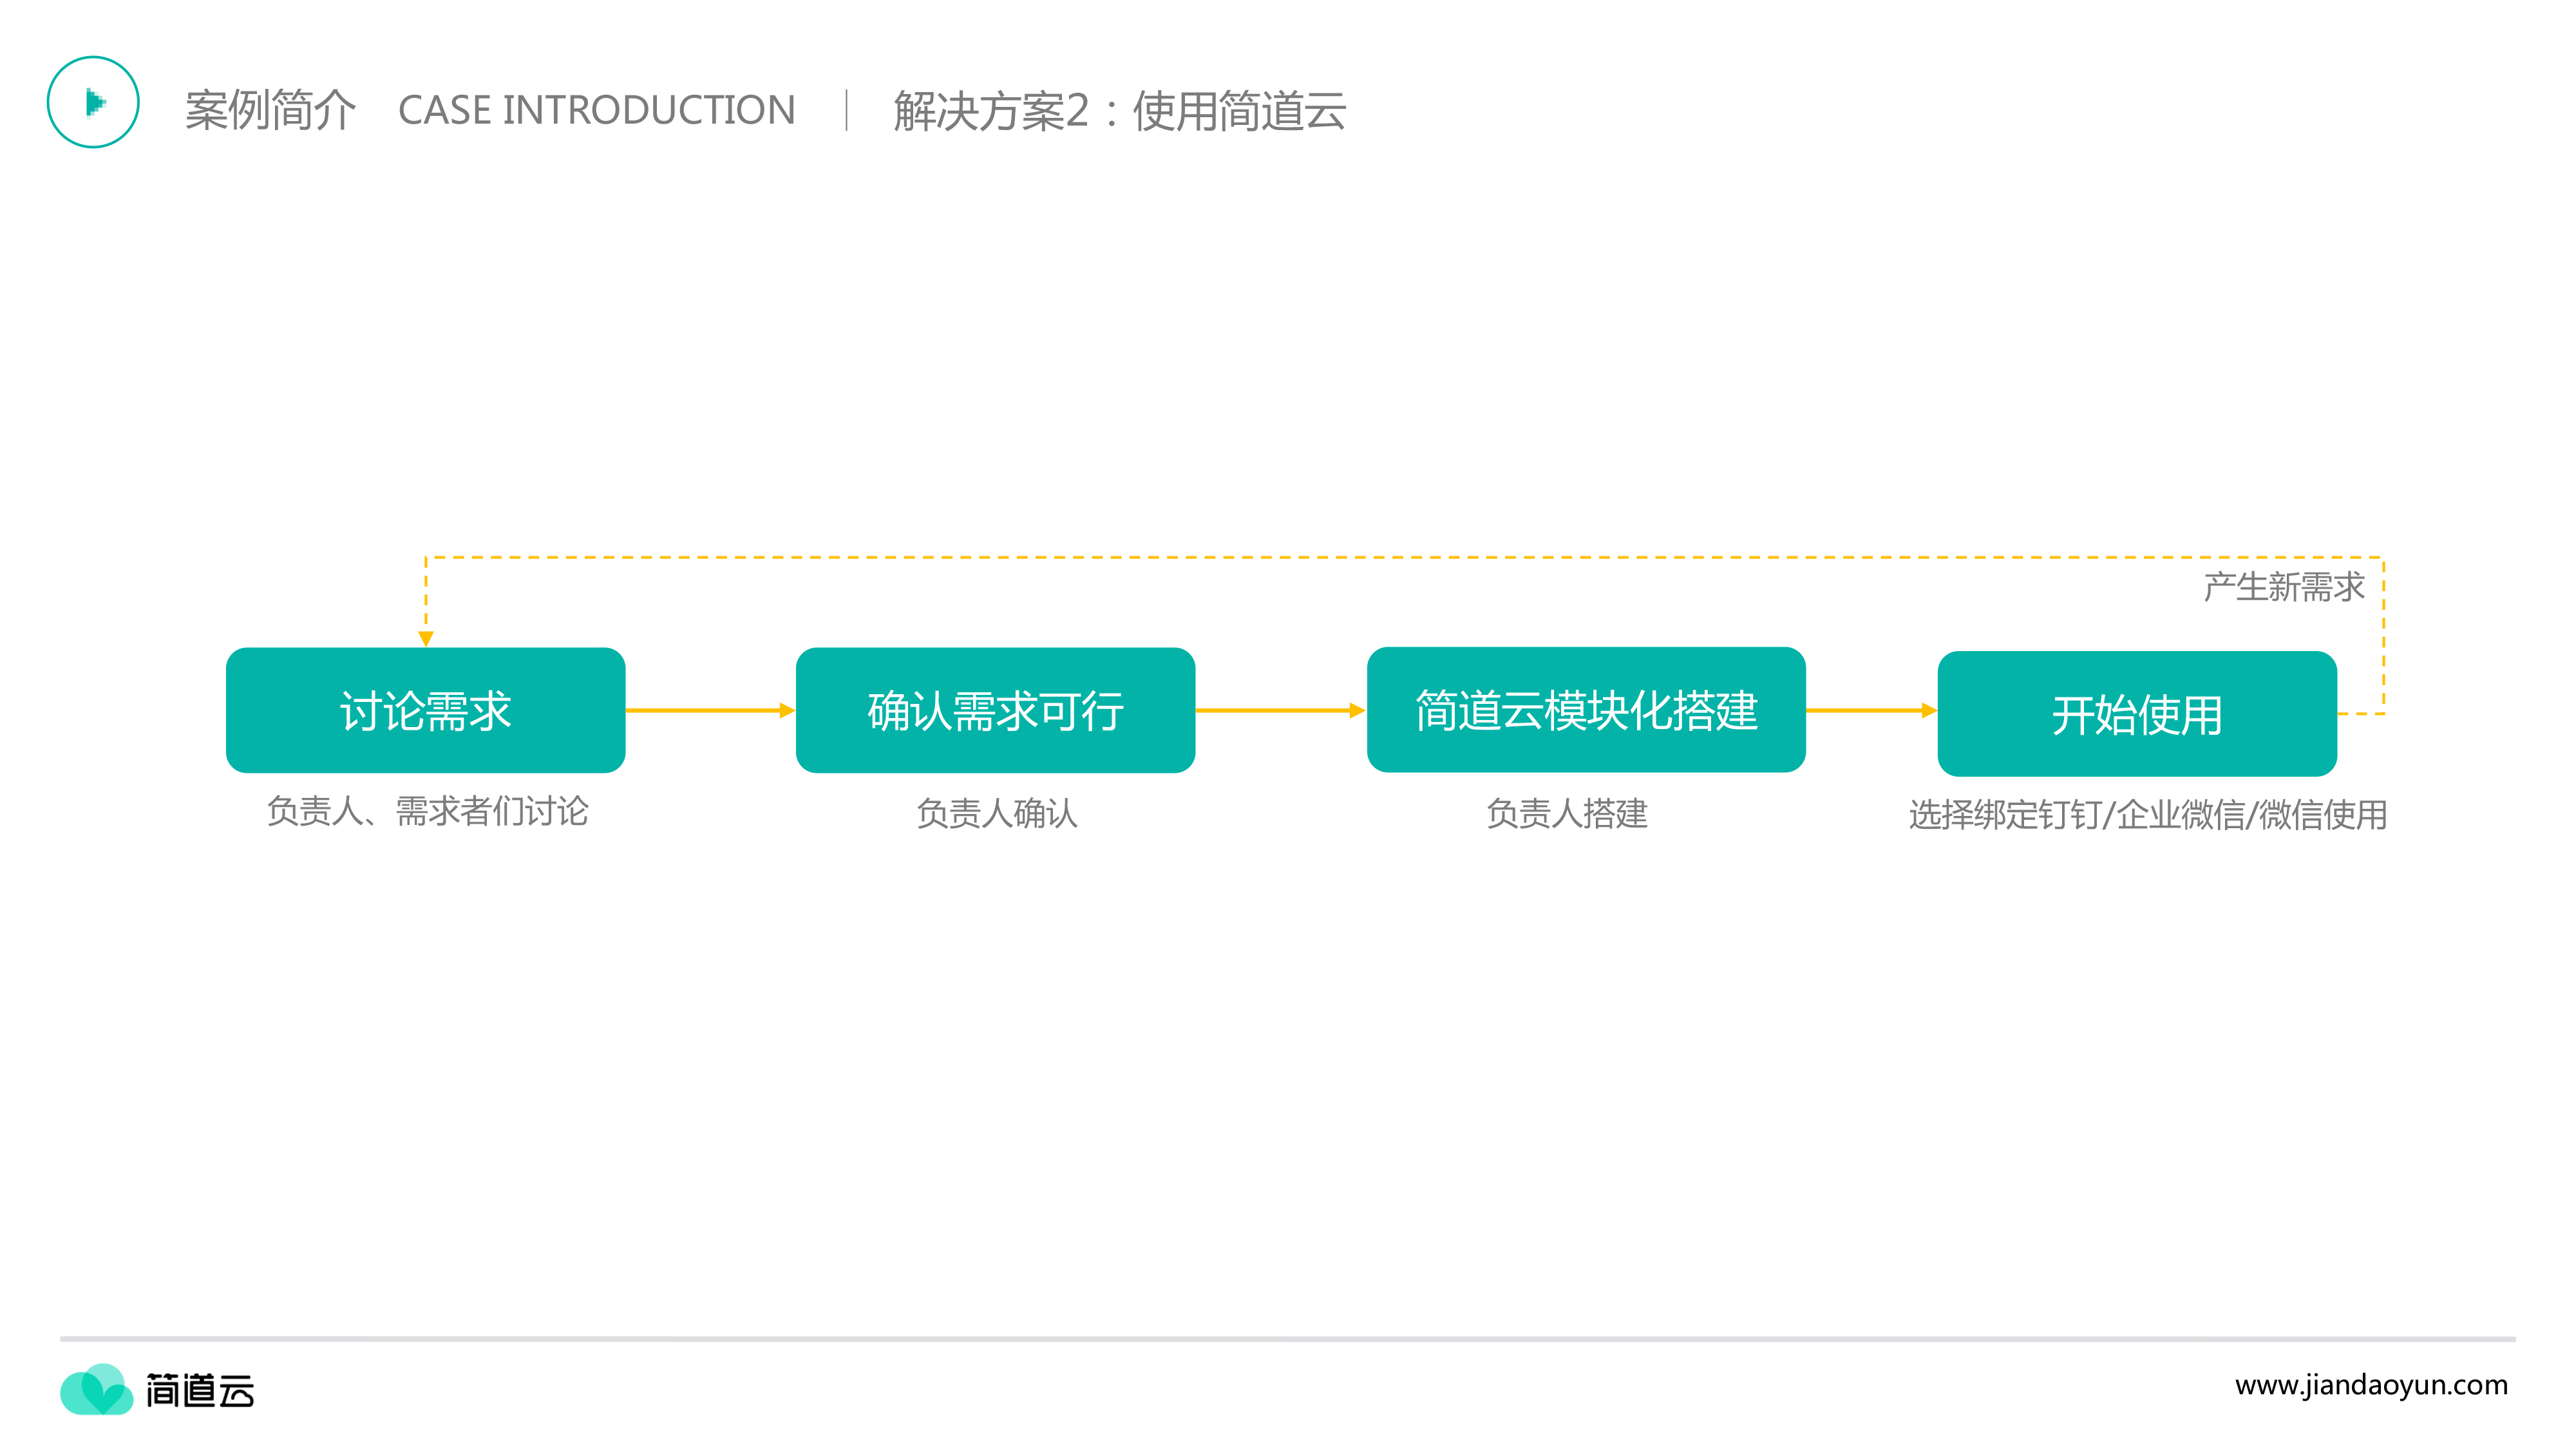 案例简介 CASE INTRODUCTION 解决方案2：使用简道云
产生新需求
讨论需求 确认需求可行 简道云模块化搭建 开始使用
负责人、需求者们讨论 负责人确认 负责人搭建 选择绑定钉钉/企业微信/微信使用
简道云 www.jiandaoyun.com